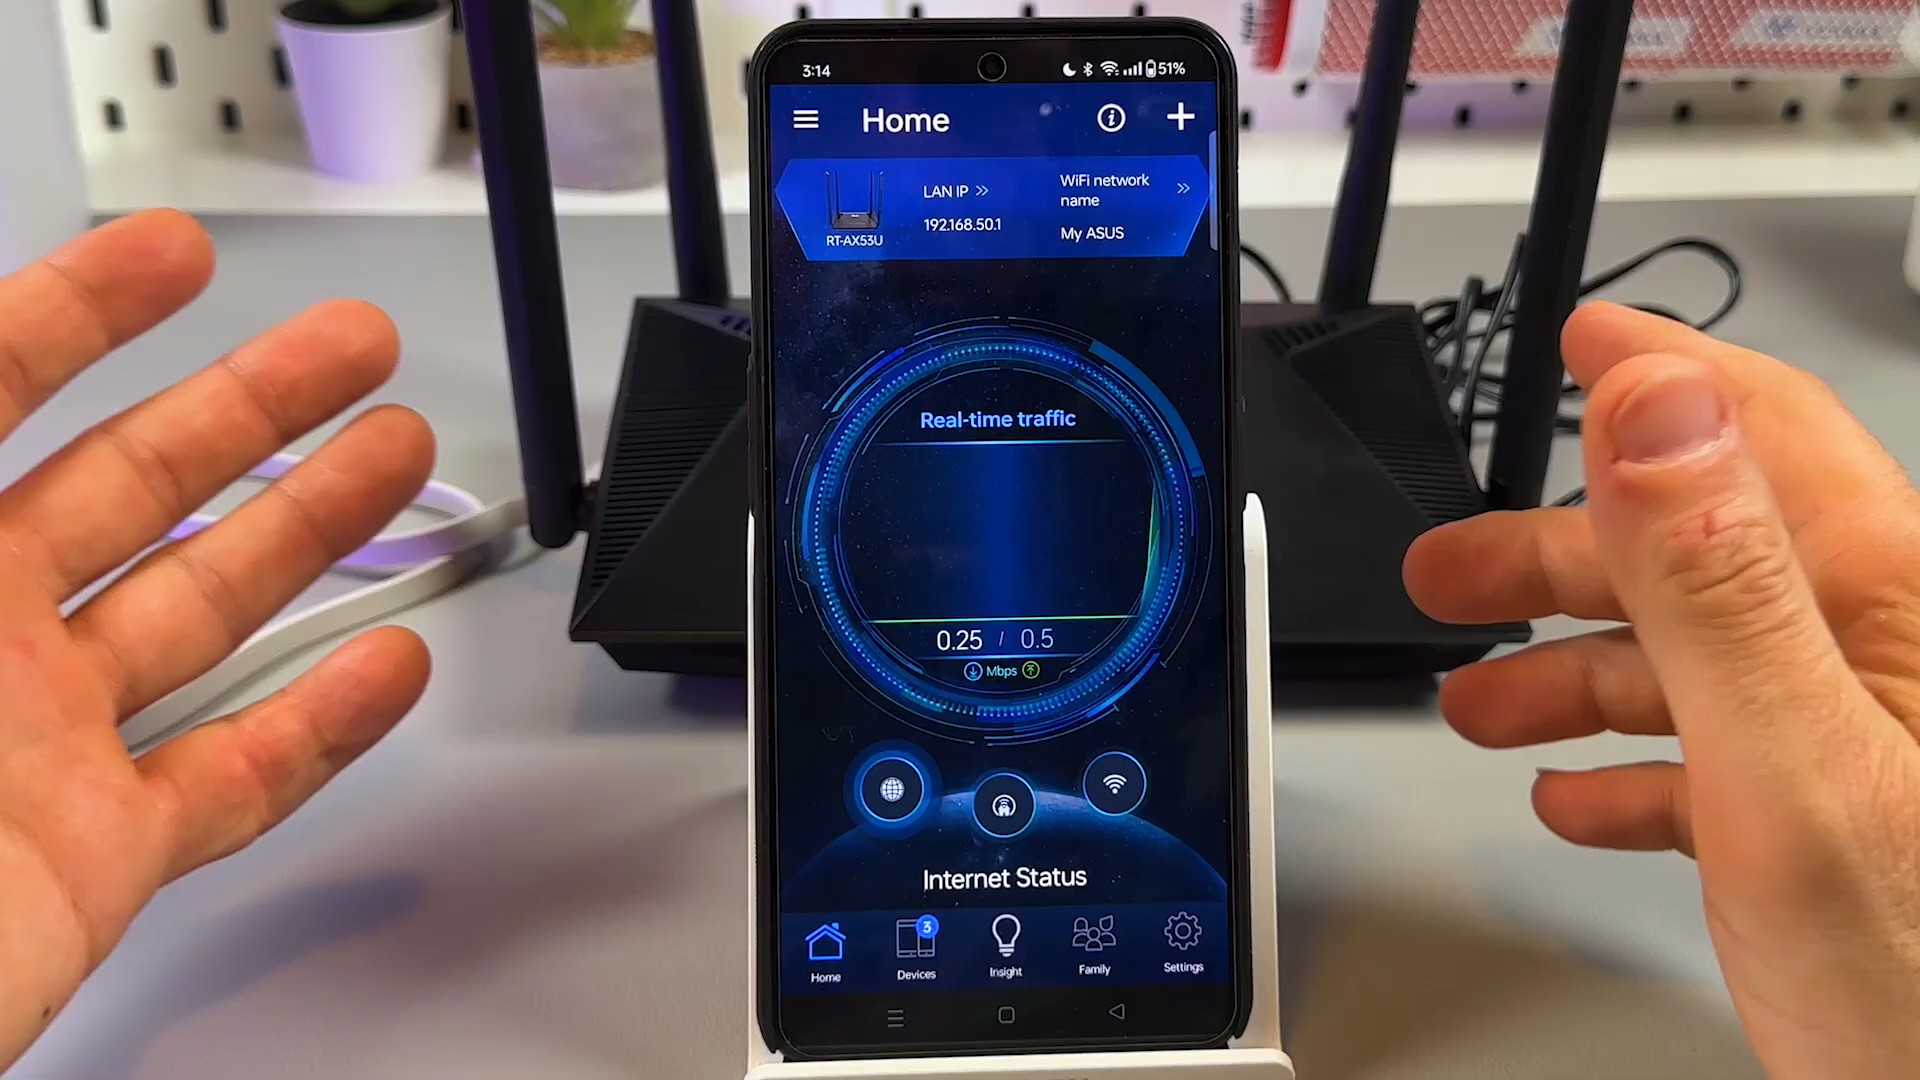 3:14
51%
Home
LAN IP
192.168.50.1
WiFi network
name
My ASUS
RT-AX53U
Real-time traffic
0.25 / 0.5
Mbps
Internet Status
3
Home
Devices
Insight
Family
Settings